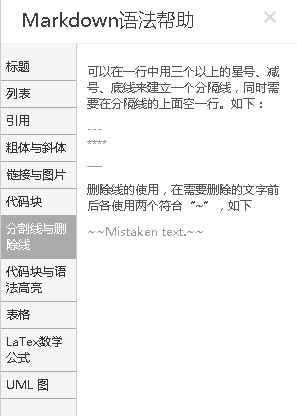 Markdown语法帮助
×
标题
列表
引用
粗体与斜体
链接与图片
代码块
分割线与删
除线
代码块与语
法高亮
表格
LaTex数学
公式
UML 图
可以在一行中用三个以上的星号、减
号、底线来建立一个分隔线，同时需
要在分隔线的上面空一行。如下：
---
****
___
删除线的使用，在需要删除的文字前
后各使用两个符合“~”，如下
~~Mistaken text.~~